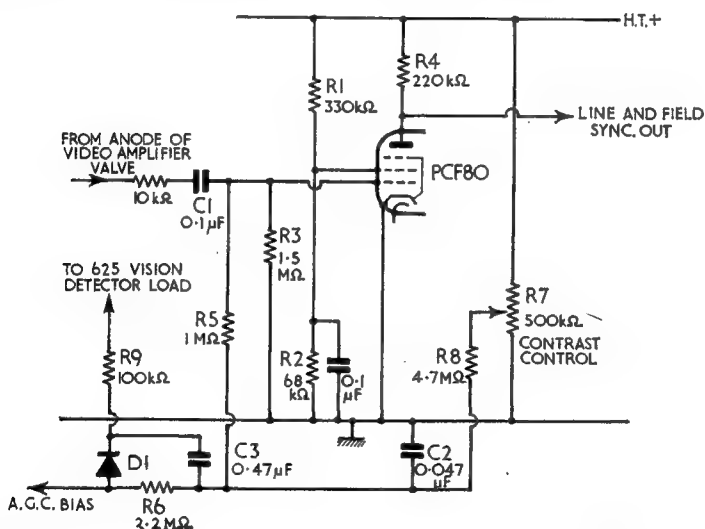 H.T.+
R4
220kΩ
R1
330kΩ
LINE AND FIELD
SYNC. OUT
FROM ANODE OF
VIDEO AMPLIFIER
VALVE
PCF80
10kΩ
C1
0·1µF
R3
1·5
MΩ
TO 625 VISION
DETECTOR LOAD
R5
1MΩ
R7
500kΩ
CONTRAST
CONTROL
R9
100kΩ
R2
68
kΩ
0·1
µF
R8
4·7MΩ
D1
C3
0·47µF
C2
0·047
µF
A.G.C. BIAS
R6
2·2MΩ